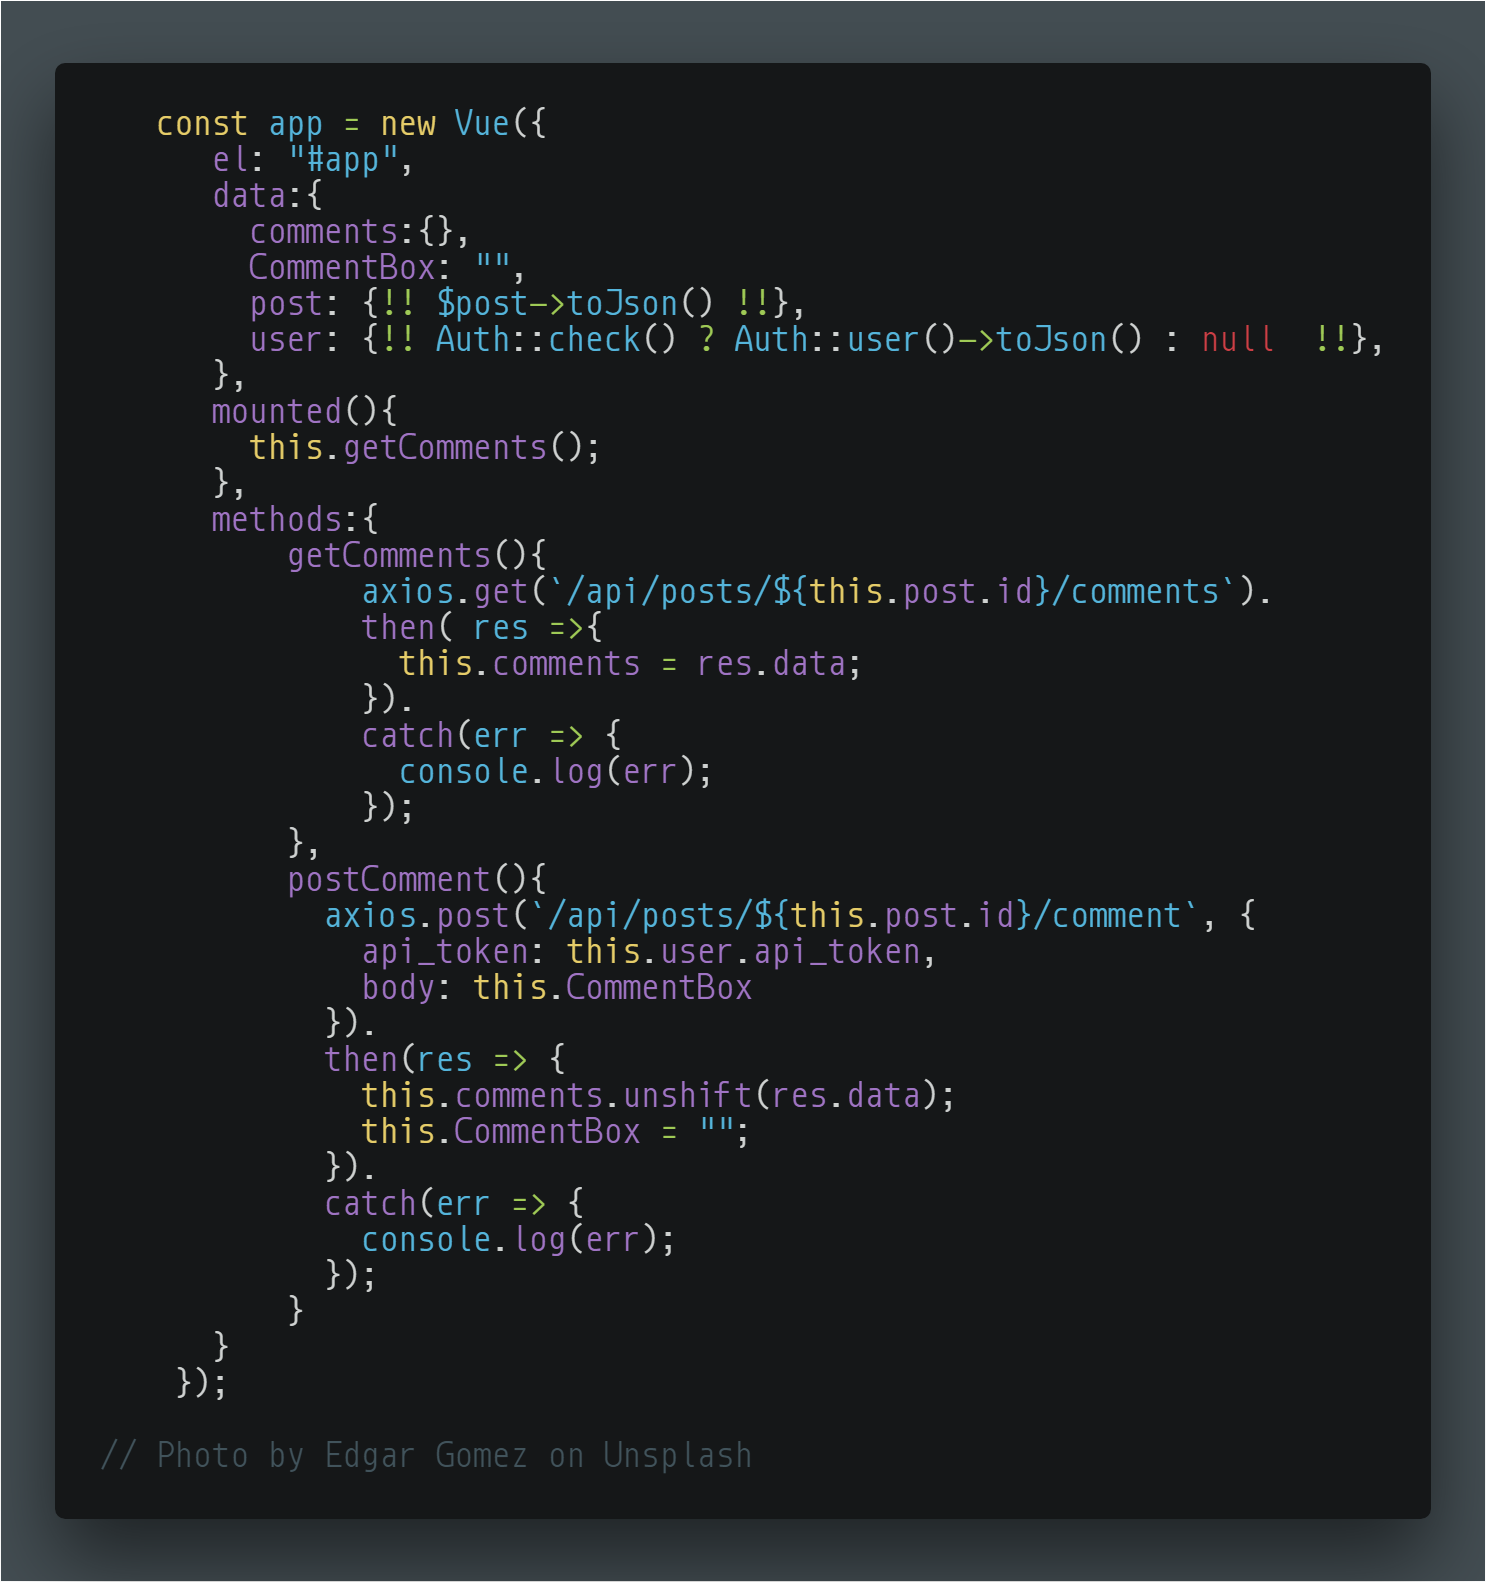 const app = new Vue({
el: "#app",
data:{
comments:{},
CommentBox: "",
post: {!! $post->toJson() !!},
user: {!! Auth::check() ? Auth::user()->toJson() : null  !!},
},
mounted(){
this.getComments();
},
methods:{
getComments(){
axios.get(`/api/posts/${this.post.id}/comments`).
then( res =>{
this.comments = res.data;
}).
catch(err => {
console.log(err);
});
},
postComment(){
axios.post(`/api/posts/${this.post.id}/comment`, {
api_token: this.user.api_token,
body: this.CommentBox
}).
then(res => {
this.comments.unshift(res.data);
this.CommentBox = "";
}).
catch(err => {
console.log(err);
});
}
}
});
// Photo by Edgar Gomez on Unsplash